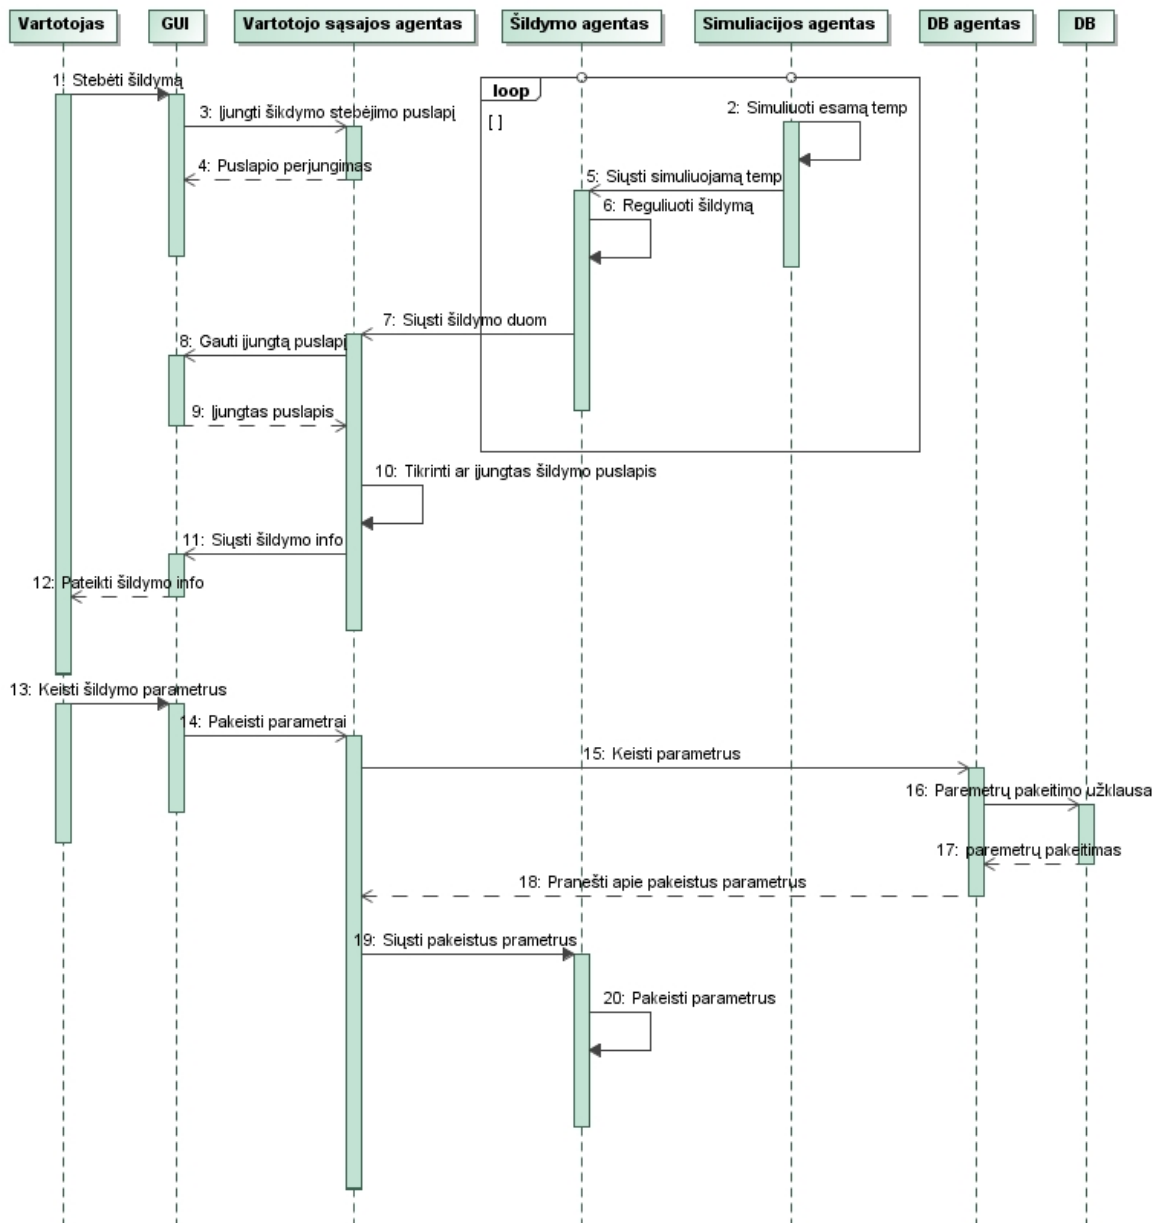 Vartotojas
GUI
Vartotojo sąsajos agentas
Šildymo agentas
Simuliacijos agentas
DB agentas
DB
1: Stebėti šildymą
loop
[ ]
2: Simuliuoti esamą temp
3: Įjungti šikdymo stebėjimo puslapį
4: Puslapio perjungimas
5: Siųsti simuliuojamą temp
6: Reguliuoti šildymą
7: Siųsti šildymo duom
8: Gauti įjungtą puslapį
9: Įjungtas puslapis
10: Tikrinti ar įjungtas šildymo puslapis
11: Siųsti šildymo info
12: Pateikti šildymo info
13: Keisti šildymo parametrus
14: Pakeisti parametrai
15: Keisti parametrus
16: Paremetrų pakeitimo užklausa
17: paremetrų pakeitimas
18: Pranešti apie pakeistus parametrus
19: Siųsti pakeistus prametrus
20: Pakeisti parametrus